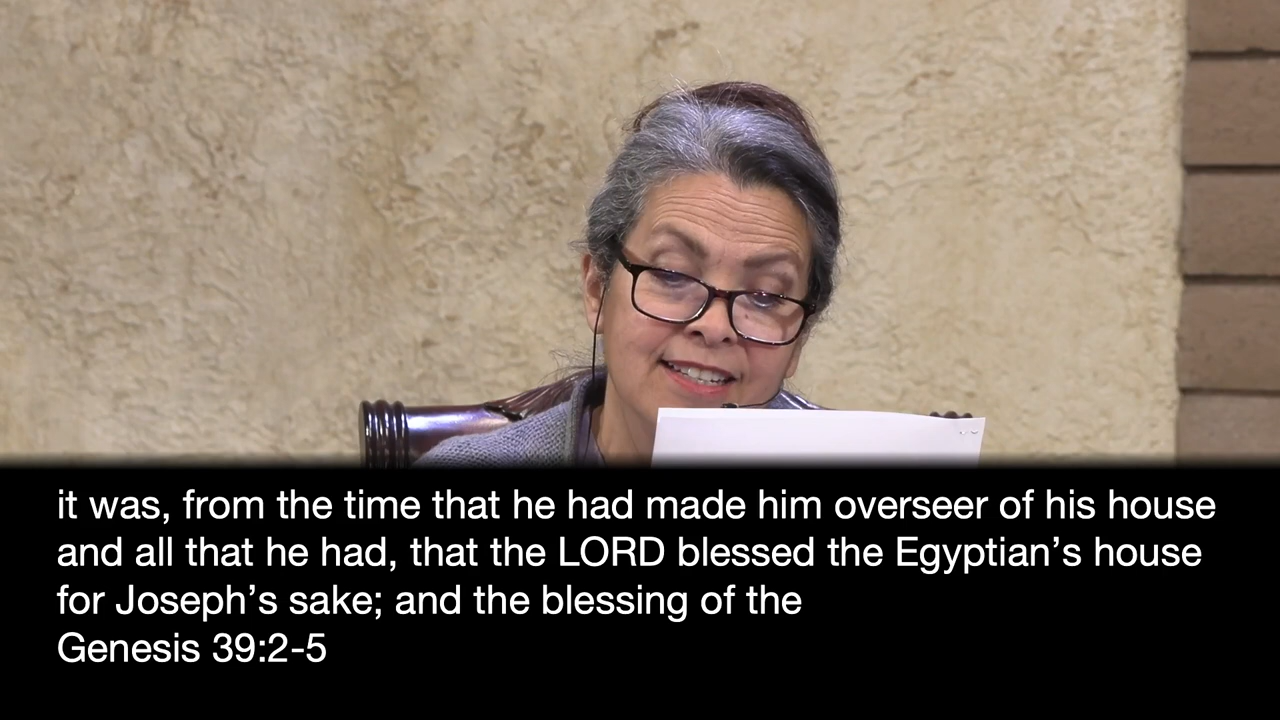 it was, from the time that he had made him overseer of his house
and all that he had, that the LORD blessed the Egyptian’s house
for Joseph’s sake; and the blessing of the
Genesis 39:2-5